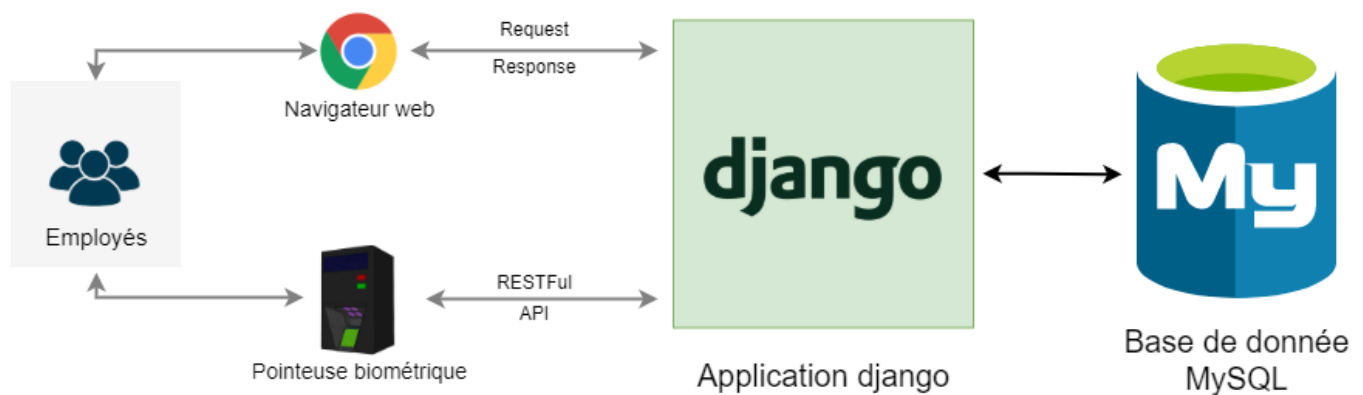 Request
Response
Navigateur web
Employés
RESTFul
API
Pointeuse biométrique
django
Application django
My
Base de donnée
MySQL